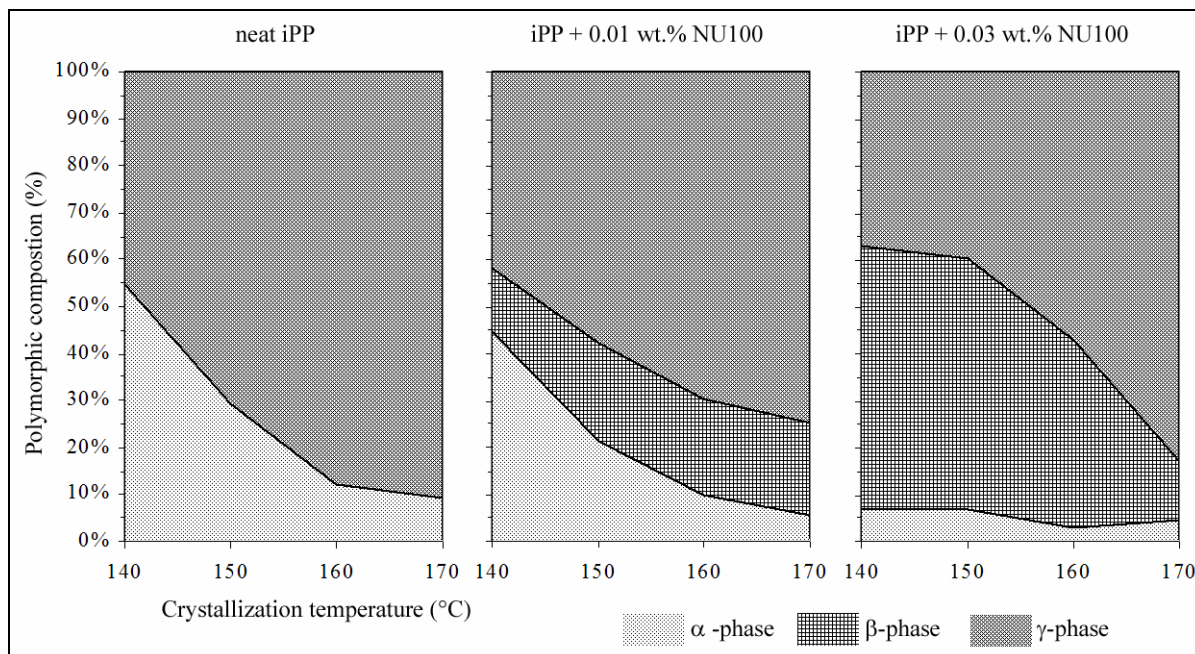 neat iPP
iPP + 0.01 wt.% NU100
iPP + 0.03 wt.% NU100
Polymorphic compostion (%)
100%
90%
80%
70%
60%
50%
40%
30%
20%
10%
0%
140 150 160 170
140 150 160 170
140 150 160 170
Crystallization temperature (°C)
α -phase
β-phase
γ-phase